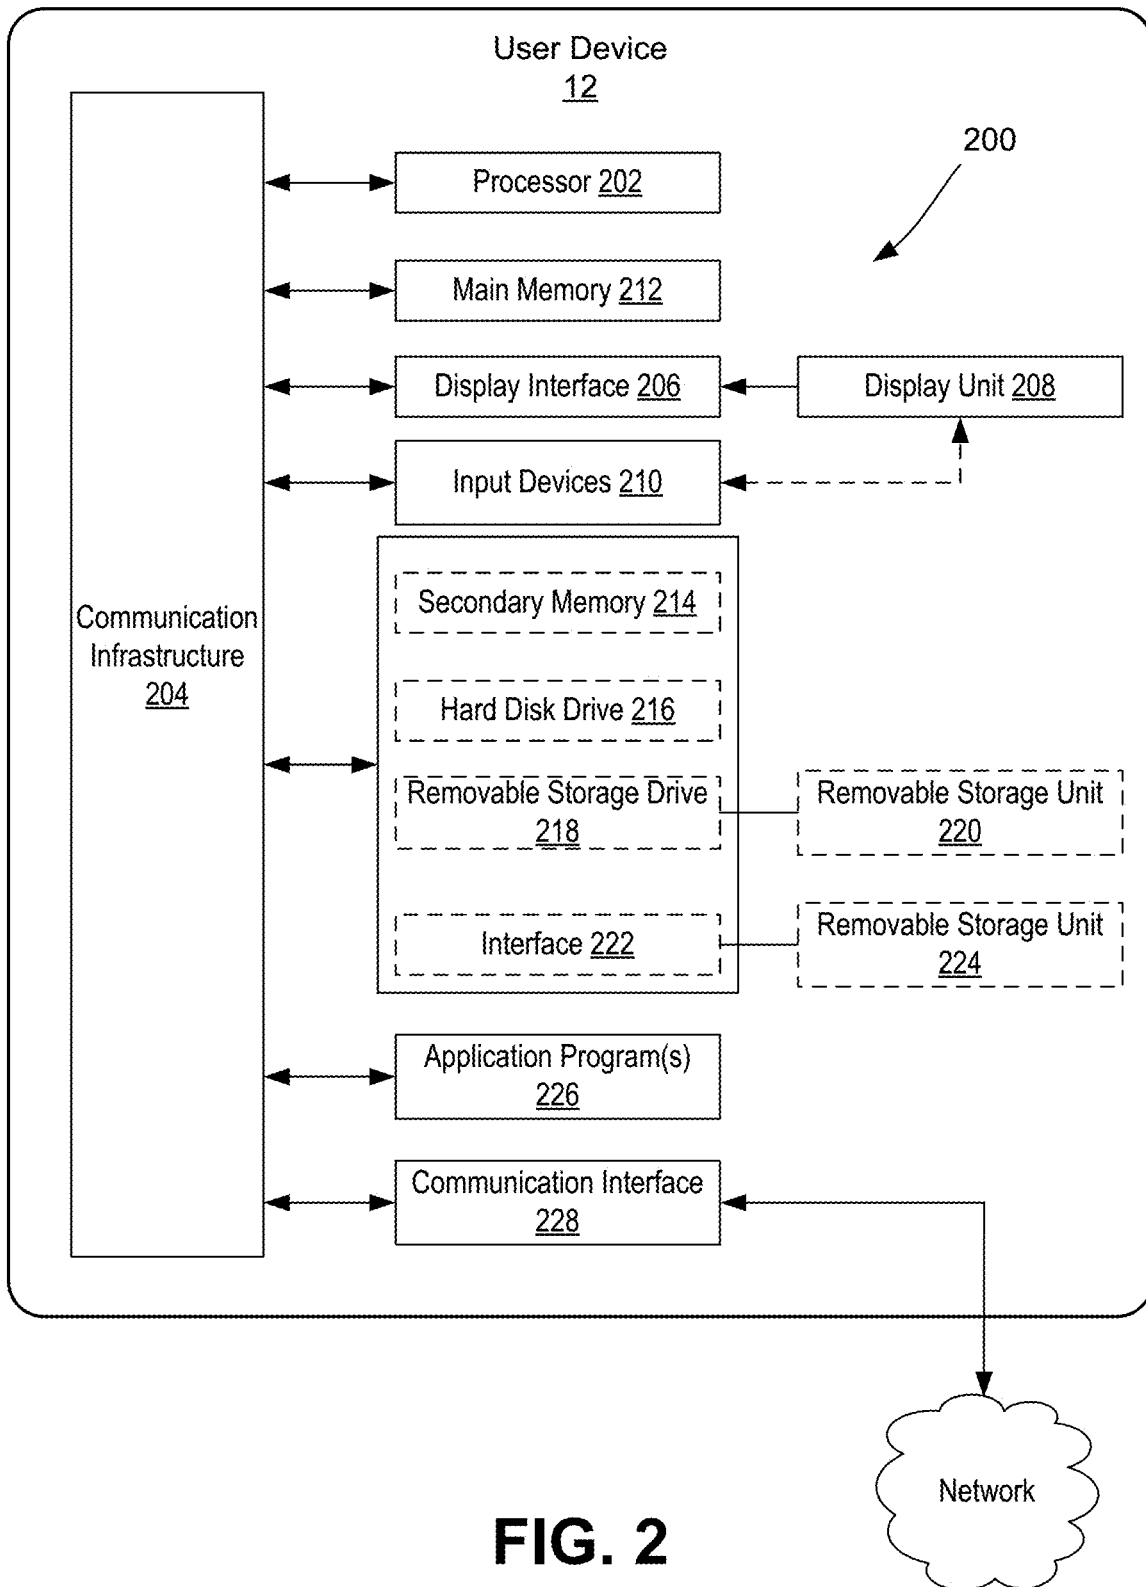 User Device
12
200
Processor 202
Main Memory 212
Display Interface 206
Display Unit 208
Input Devices 210
Communication
Infrastructure
204
Secondary Memory 214
Hard Disk Drive 216
Removable Storage Drive
218
Removable Storage Unit
220
Interface 222
Removable Storage Unit
224
Application Program(s)
226
Communication Interface
228
Network
FIG. 2